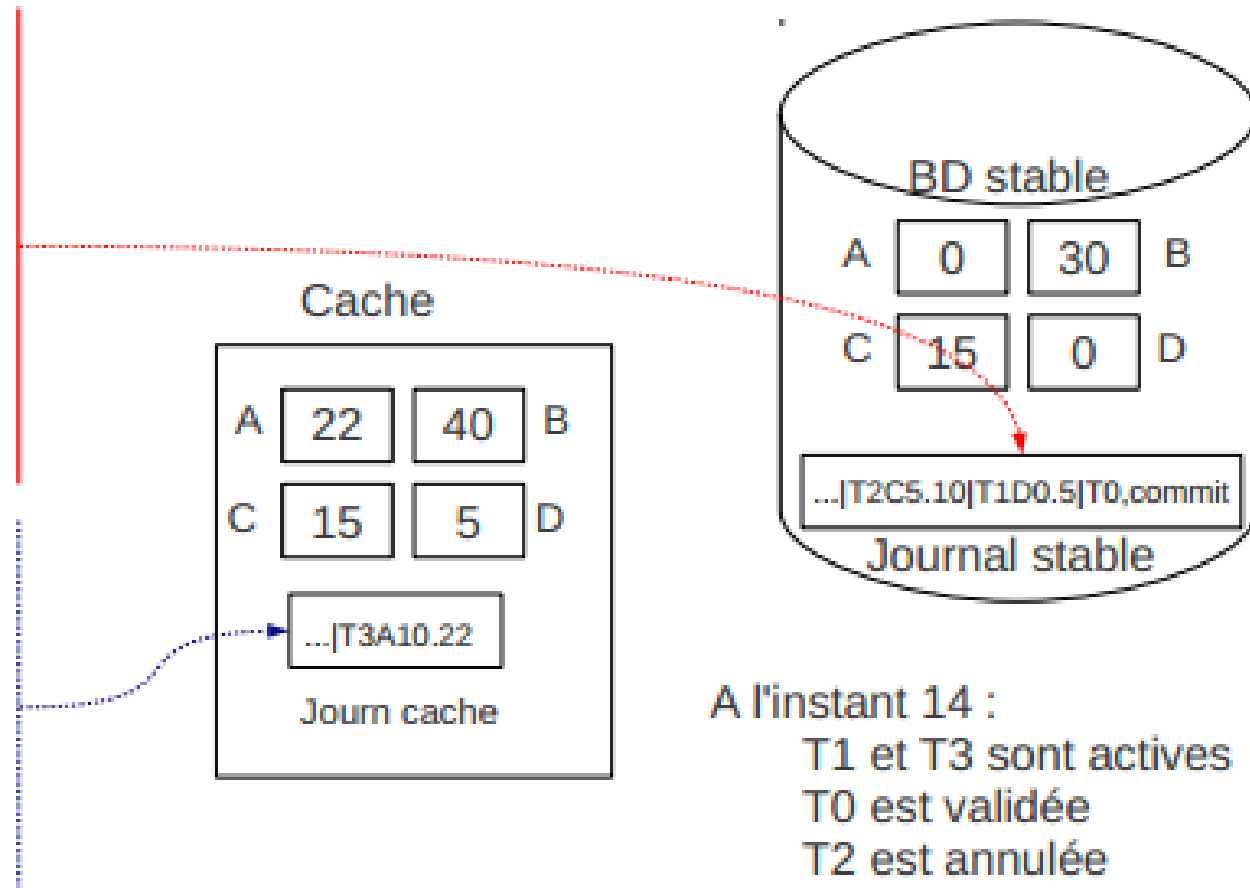 BD stable
A 0 30 B
C 15 0 D
...|T2C5.10|T1D0.5|T0,commit
Journal stable
Cache
A 22 40 B
C 15 5 D
...|T3A10.22
Journ cache
A l'instant 14 :
T1 et T3 sont actives
T0 est validée
T2 est annulée